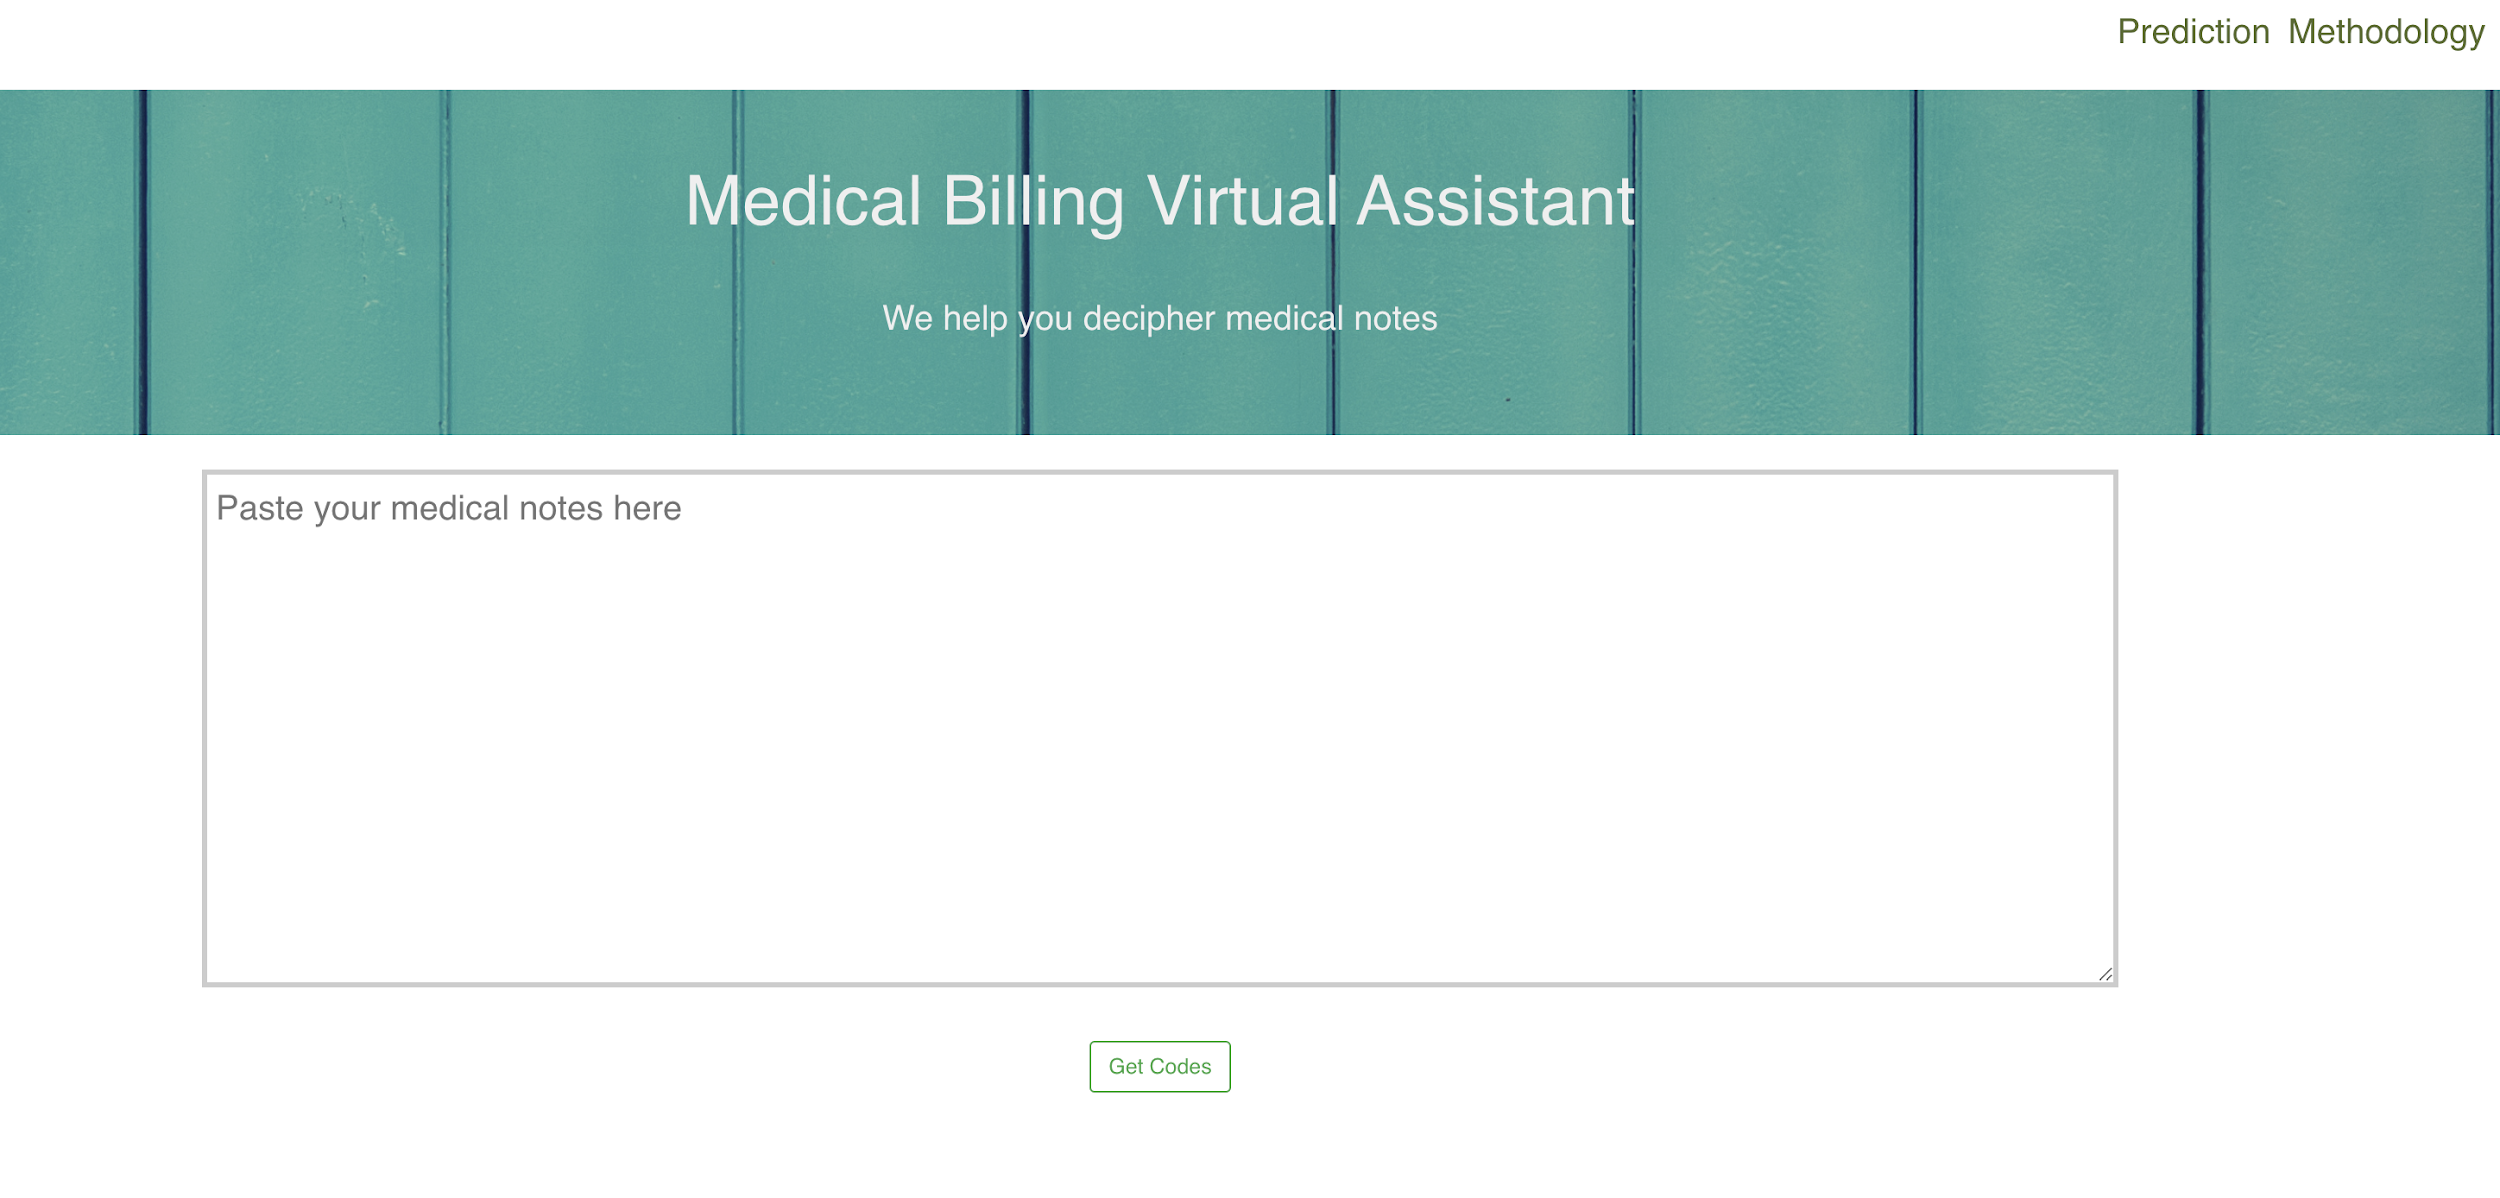 Prediction Methodology
Medical Billing Virtual Assistant
We help you decipher medical notes
Paste your medical notes here
Get Codes